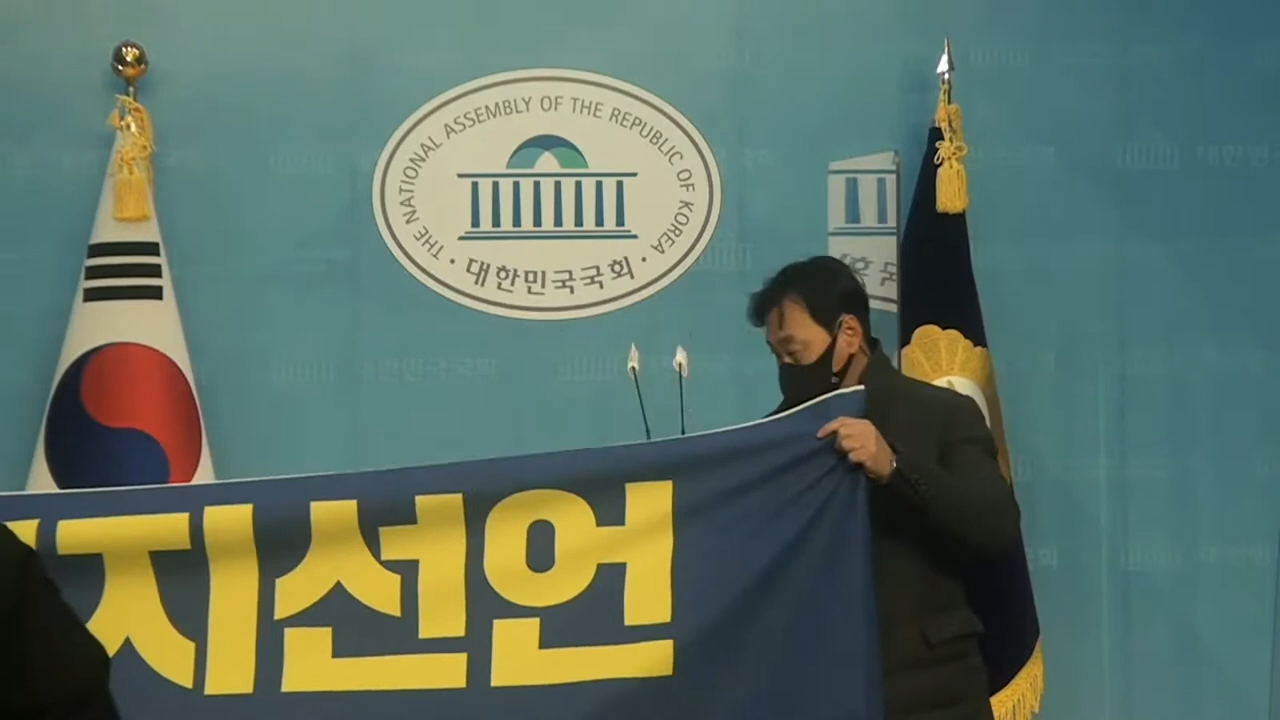 THE NATIONAL ASSEMBLY OF THE REPUBLIC OF KOREA
· 대한민국국회 ·
지선언